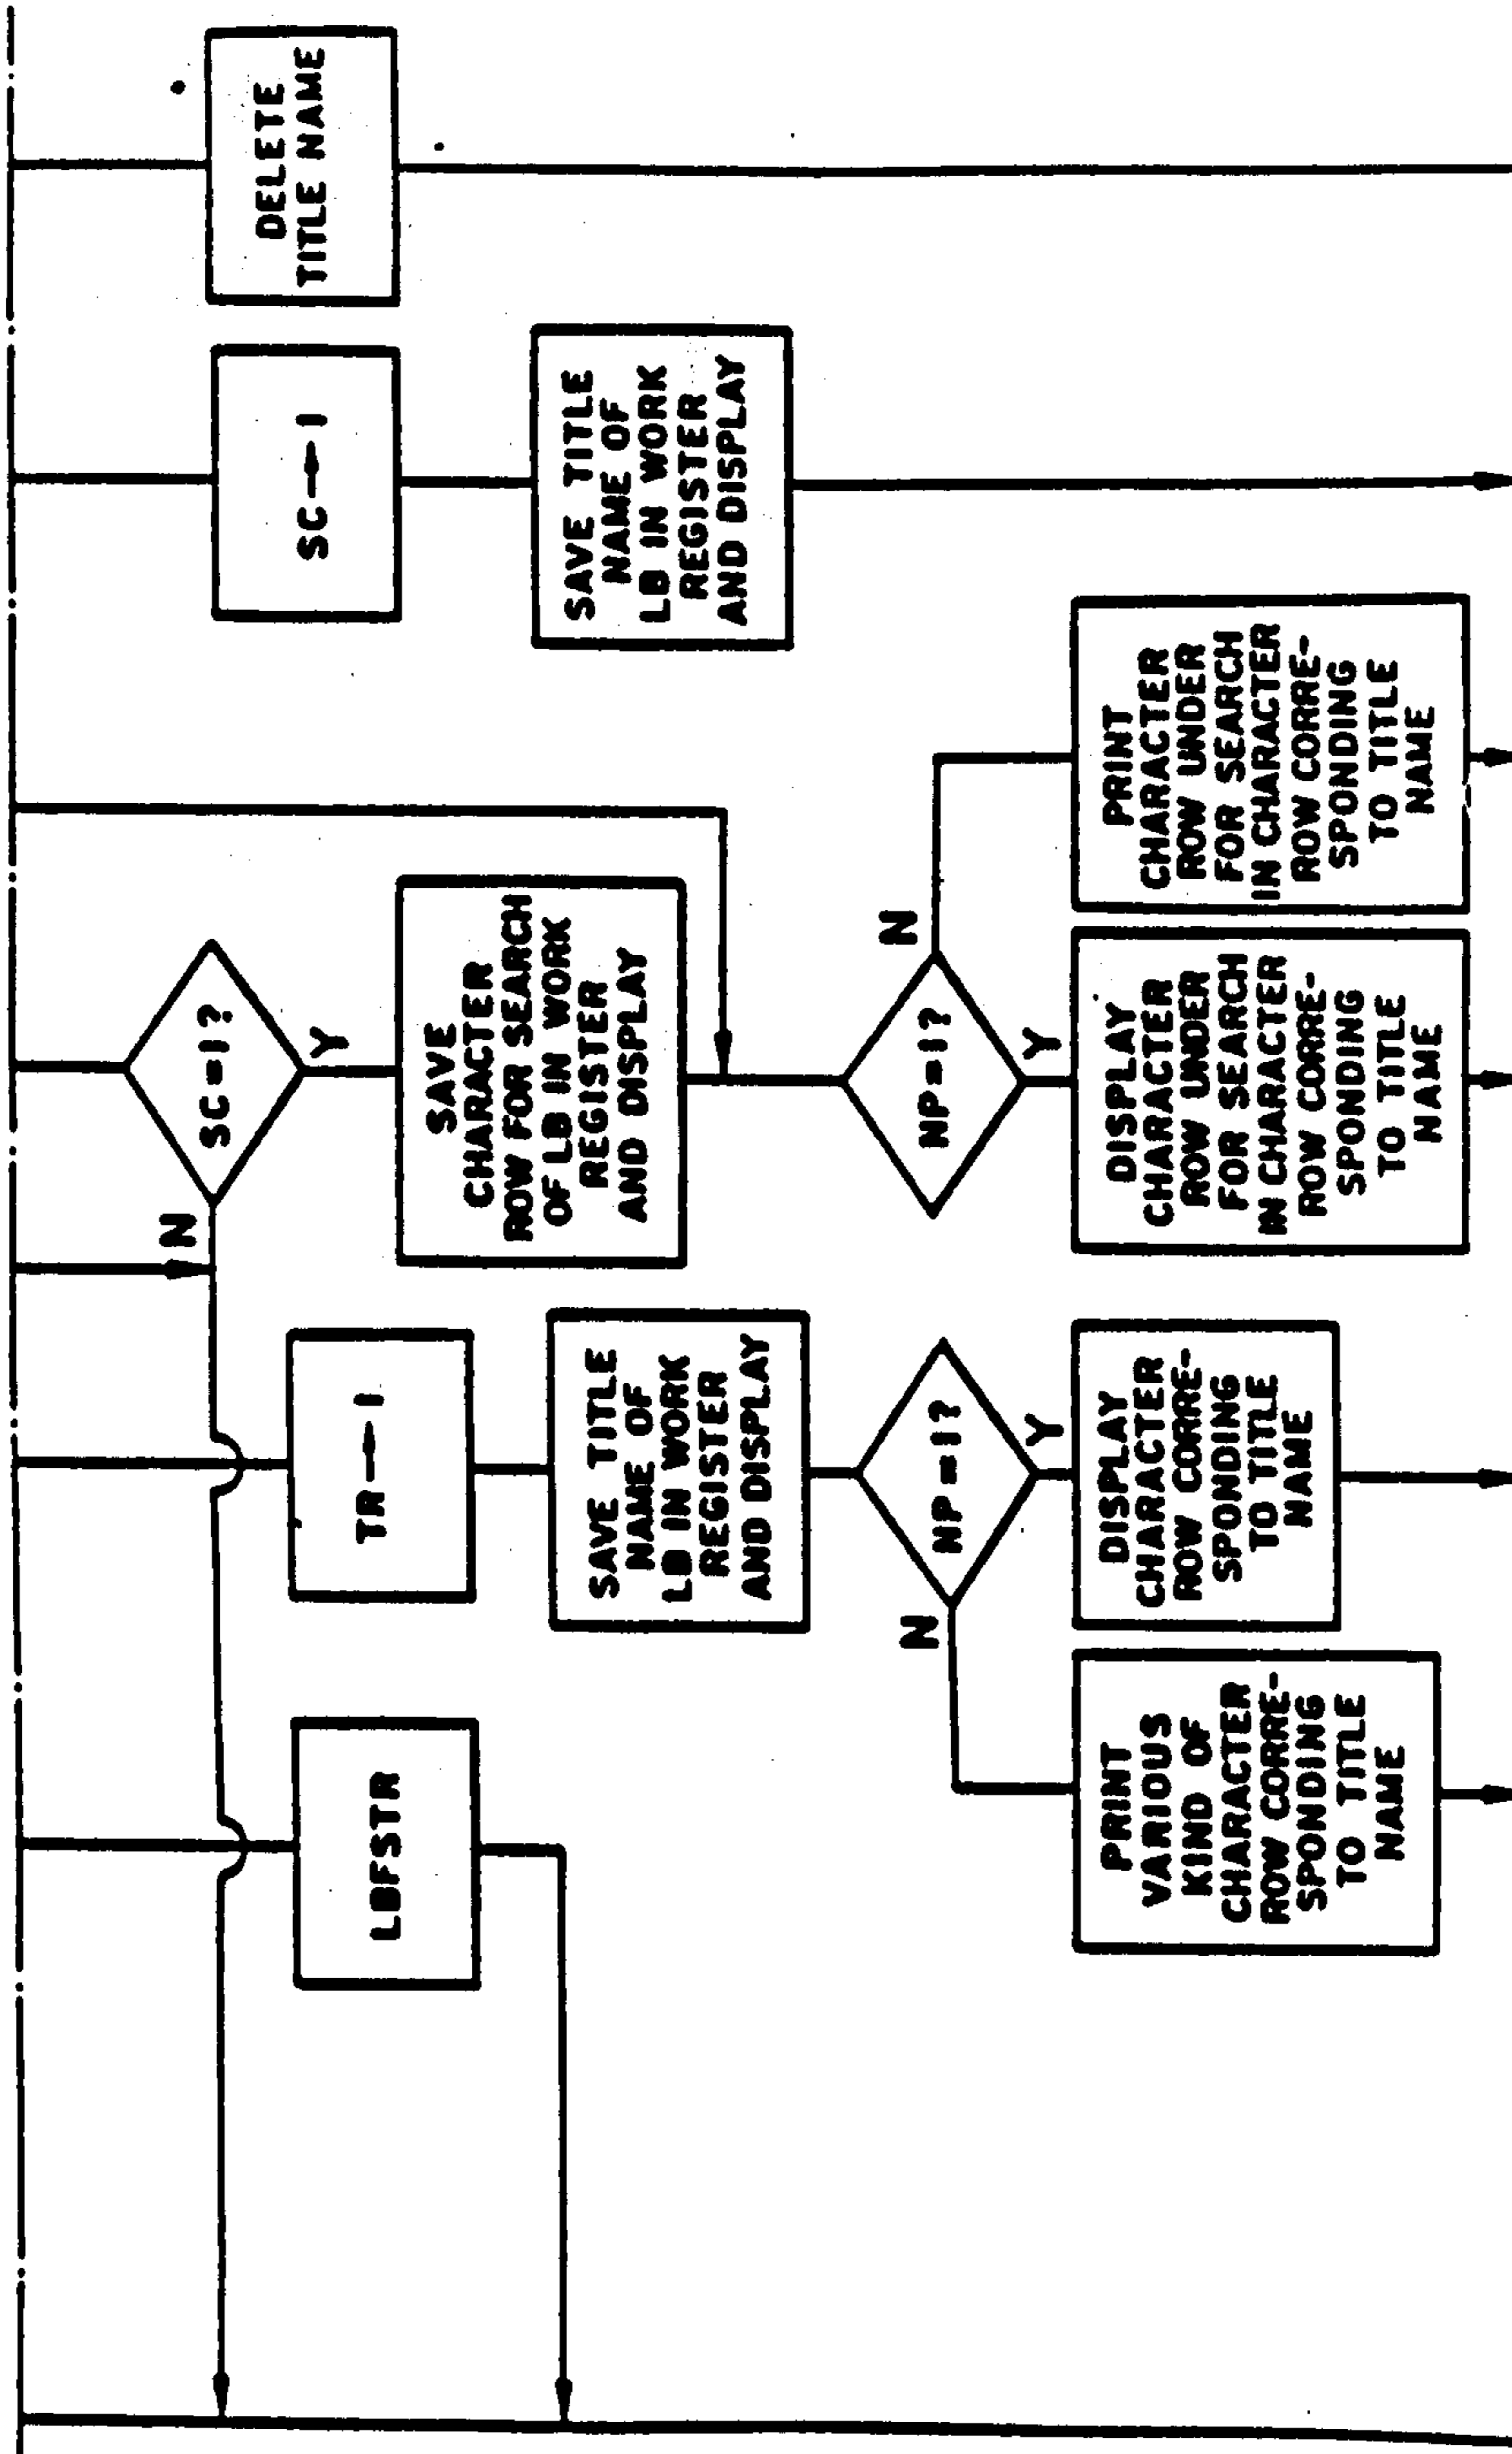 N
SC=1?
Y
LBFSTR
TR→1
SC→1
DELETE
TITLE NAME
SAVE TITLE
NAME OF
LB IN WORK
REGISTER
AND DISPLAY
SAVE
CHARACTER
ROW FOR SEARCH
OF LB IN WORK
REGISTER
AND DISPLAY
SAVE TITLE
NAME OF
LB IN WORK
REGISTER
AND DISPLAY
N
NP=1?
Y
N
NP=1?
Y
PRINT
VARIOUS
KIND OF
CHARACTER
ROW CORRE-
SPONDING
TO TITLE
NAME
DISPLAY
CHARACTER
ROW CORRE-
SPONDING
TO TITLE
NAME
DISPLAY
CHARACTER
ROW UNDER
FOR SEARCH
IN CHARACTER
ROW CORRE-
SPONDING
TO TITLE
NAME
PRINT
CHARACTER
ROW UNDER
FOR SEARCH
IN CHARACTER
ROW CORRE-
SPONDING
TO TITLE
NAME